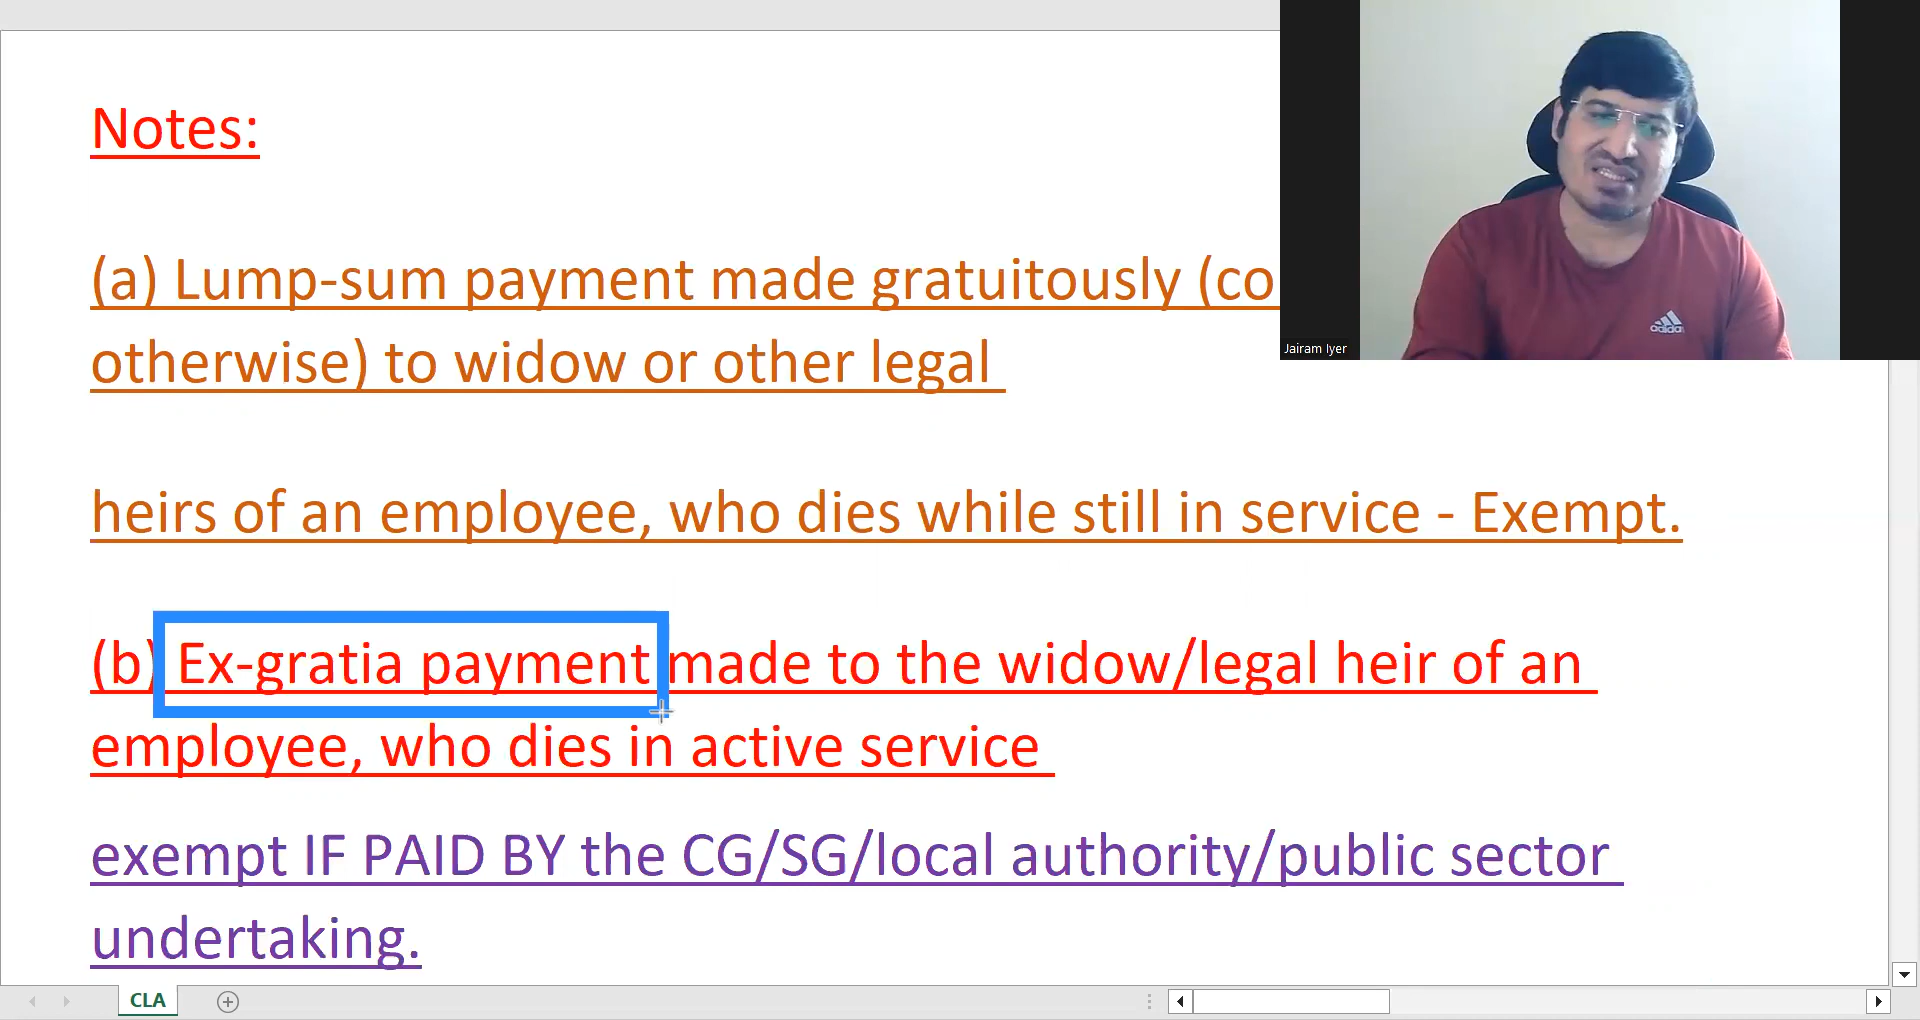 Notes:
(a) Lump-sum payment made gratuitously (co
otherwise) to widow or other legal
heirs of an employee, who dies while still in service - Exempt.
(b) Ex-gratia payment made to the widow/legal heir of an
employee, who dies in active service
exempt IF PAID BY the CG/SG/local authority/public sector
undertaking.
adidas
Jairam Iyer
CLA